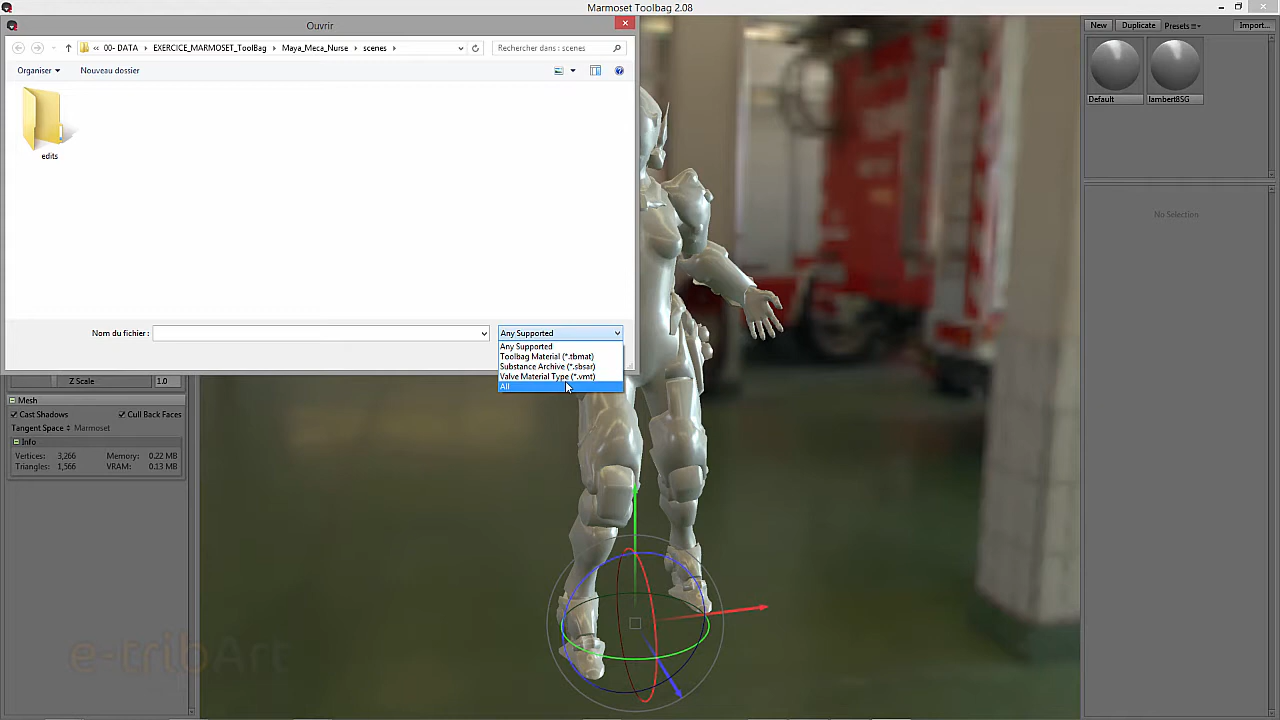 Marmoset Toolbag 2.08
Ouvrir
« 00- DATA EXERCICE_MARMOSET_ToolBag Maya_Meca_Nurse scenes
Rechercher dans : scenes
Organiser
Nouveau dossier
edits
Nom du fichier :
Any Supported
Any Supported
Toolbag Material (*.tbmat)
Substance Archive (*.sbsar)
Valve Material Type (*.vmt)
All
New
Duplicate
Presets
Import...
Default
lambert8SG
No Selection
Z Scale 1.0
Mesh
Cast Shadows Cull Back Faces
Tangent Space Marmoset
Info
Vertices: 3,266 Memory: 0.22 MB
Triangles: 1,566 VRAM: 0.13 MB
e-tribArt